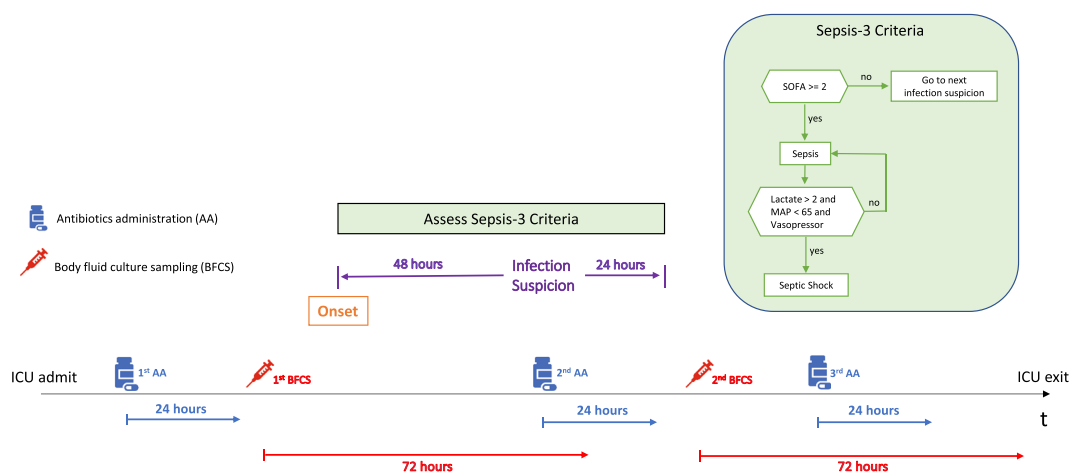 Sepsis-3 Criteria
SOFA >= 2
no
Go to next
infection suspicion
yes
Sepsis
Lactate > 2 and
MAP < 65 and
Vasopressor
no
yes
Septic Shock
Antibiotics administration (AA)
Body fluid culture sampling (BFCS)
Assess Sepsis-3 Criteria
48 hours
Infection
Suspicion
24 hours
Onset
ICU admit
1st AA
1st BFCS
2nd AA
2nd BFCS
3rd AA
ICU exit
24 hours
24 hours
24 hours
t
72 hours
72 hours